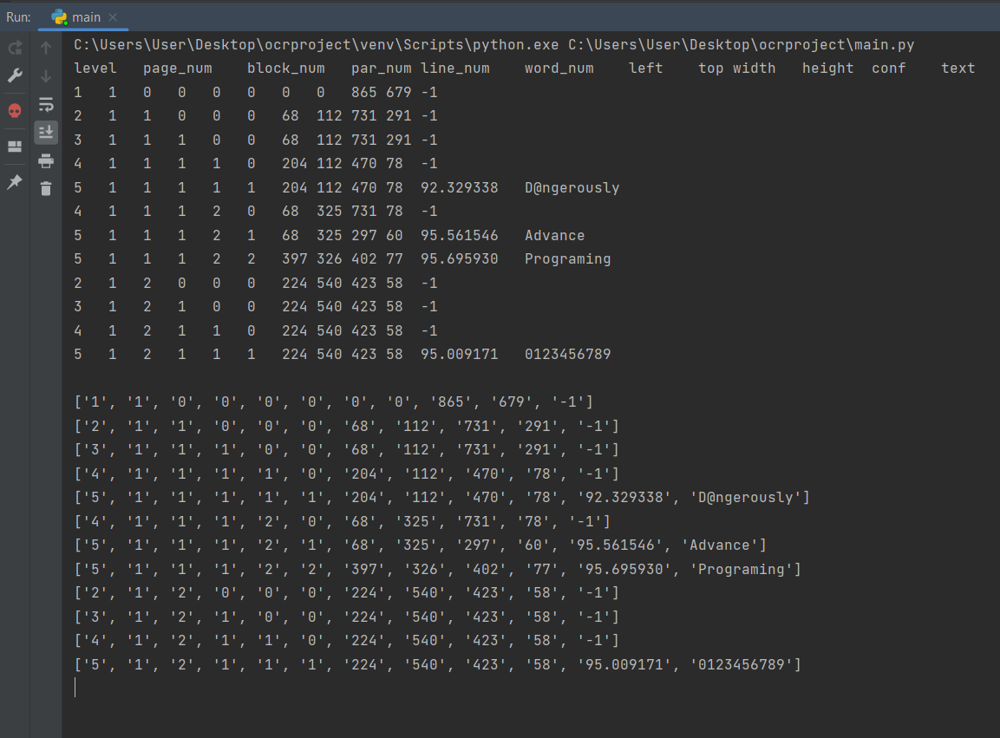 Run: main
C:\Users\User\Desktop\ocrproject\venv\Scripts\python.exe C:\Users\User\Desktop\ocrproject\main.py
level page_num block_num par_num line_num word_num left top width height conf text
1 1 0 0 0 0 0 0 865 679 -1
2 1 1 0 0 0 68 112 731 291 -1
3 1 1 1 0 0 68 112 731 291 -1
4 1 1 1 1 0 204 112 470 78 -1
5 1 1 1 1 1 204 112 470 78 92.329338 D@ngerously
4 1 1 1 2 0 68 325 731 78 -1
5 1 1 1 2 1 68 325 297 60 95.561546 Advance
5 1 1 1 2 2 397 326 402 77 95.695930 Programing
2 1 2 0 0 0 224 540 423 58 -1
3 1 2 1 0 0 224 540 423 58 -1
4 1 2 1 1 0 224 540 423 58 -1
5 1 2 1 1 1 224 540 423 58 95.009171 0123456789
['1', '1', '0', '0', '0', '0', '0', '0', '865', '679', '-1']
['2', '1', '1', '0', '0', '0', '68', '112', '731', '291', '-1']
['3', '1', '1', '1', '0', '0', '68', '112', '731', '291', '-1']
['4', '1', '1', '1', '1', '0', '204', '112', '470', '78', '-1']
['5', '1', '1', '1', '1', '1', '204', '112', '470', '78', '92.329338', 'D@ngerously']
['4', '1', '1', '1', '2', '0', '68', '325', '731', '78', '-1']
['5', '1', '1', '1', '2', '1', '68', '325', '297', '60', '95.561546', 'Advance']
['5', '1', '1', '1', '2', '2', '397', '326', '402', '77', '95.695930', 'Programing']
['2', '1', '2', '0', '0', '0', '224', '540', '423', '58', '-1']
['3', '1', '2', '1', '0', '0', '224', '540', '423', '58', '-1']
['4', '1', '2', '1', '1', '0', '224', '540', '423', '58', '-1']
['5', '1', '2', '1', '1', '1', '224', '540', '423', '58', '95.009171', '0123456789']